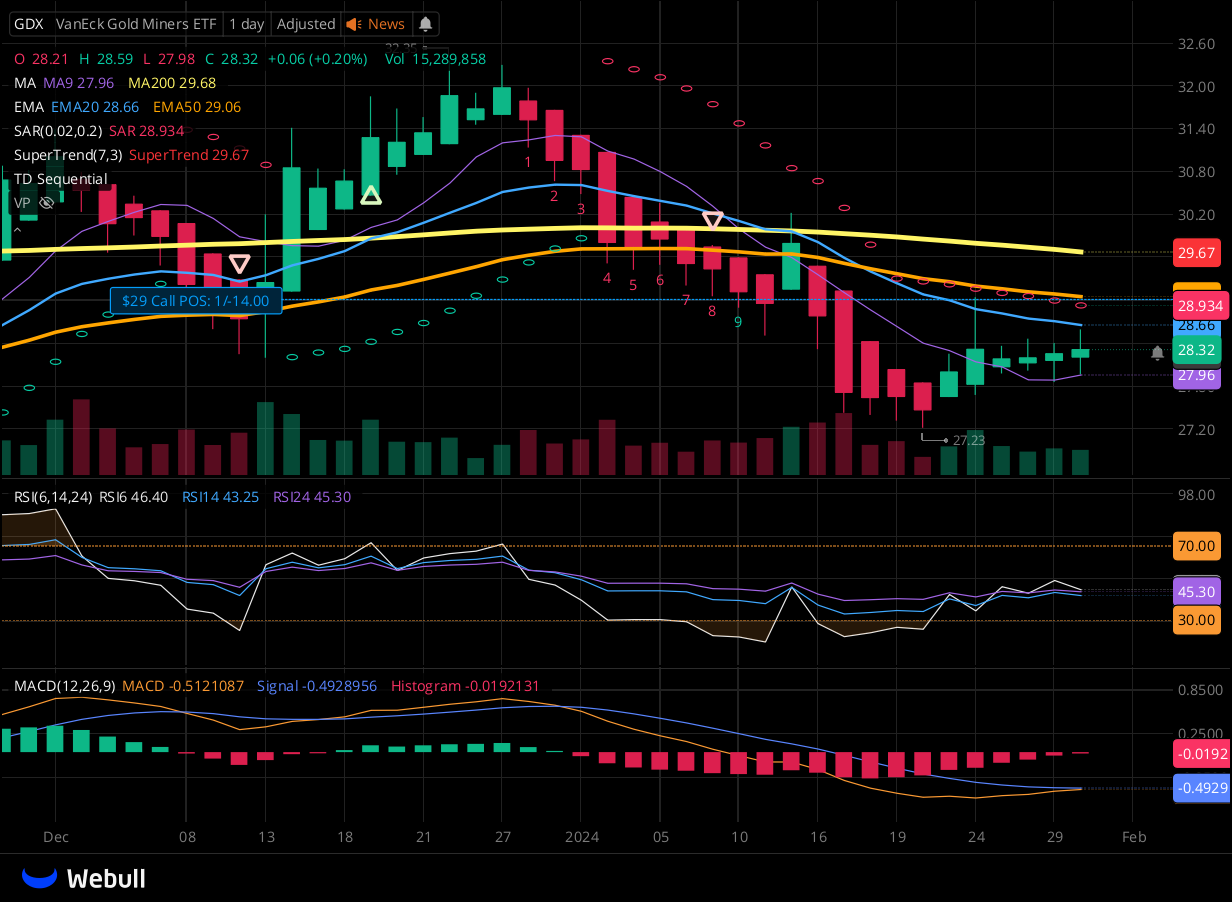 GDX VanEck Gold Miners ETF 1 day Adjusted News
O 28.21 H 28.59 L 27.98 C 28.32 +0.06 (+0.20%) Vol 15,289,858
MA MA9 27.96 MA200 29.68
EMA EMA20 28.66 EMA50 29.06
SAR(0.02,0.2) SAR 28.934
SuperTrend(7,3) SuperTrend 29.67
TD Sequential
VP
32.60
32.00
31.40
30.80
30.20
29.67
28.934
28.66
28.32
27.96
27.20
$29 Call POS: 1/-14.00
1
2
3
4
5
6
7
8
9
27.23
RSI(6,14,24) RSI6 46.40 RSI14 43.25 RSI24 45.30
98.00
70.00
45.30
30.00
MACD(12,26,9) MACD -0.5121087 Signal -0.4928956 Histogram -0.0192131
0.8500
0.2500
-0.0192
-0.4929
Dec 08 13 18 21 27 2024 05 10 16 19 24 29 Feb
Webull